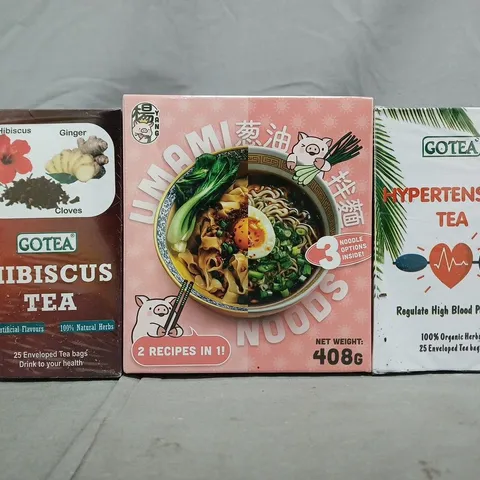 Hibiscus
Ginger
Cloves
GOTEA
HIBISCUS
TEA
Artificial Flavours
100% Natural Herbs
25 Enveloped Tea bags
Drink to your health
楊
YANG
UMAMI
葱油
拌麵
3 NOODLE
OPTIONS
INSIDE!
NOODS
2 RECIPES IN 1!
NET WEIGHT:
408G
GOTEA
HYPERTENS
TEA
Regulate High Blood P
100% Organic Herb
25 Enveloped Tea bag